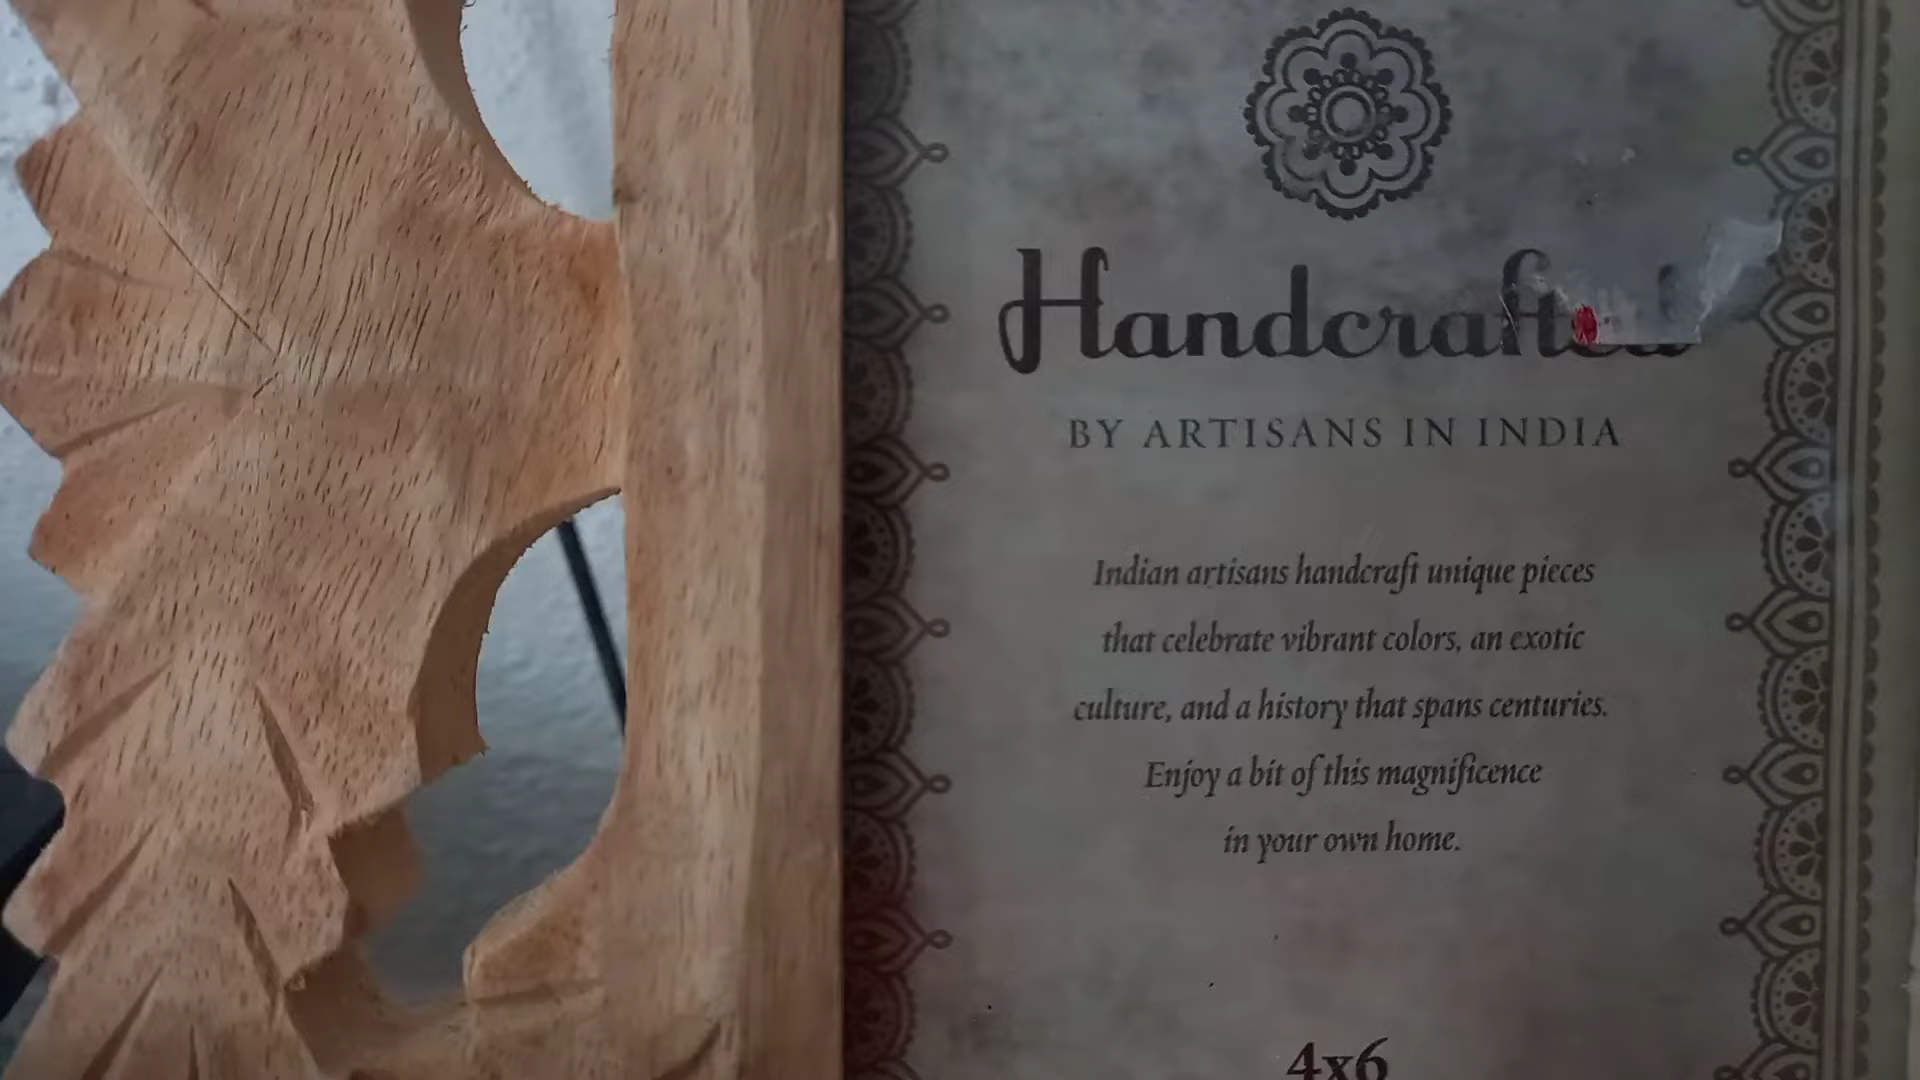 Handcrafted
BY ARTISANS IN INDIA
Indian artisans handcraft unique pieces
that celebrate vibrant colors, an exotic
culture, and a history that spans centuries.
Enjoy a bit of this magnificence
in your own home.
4x6